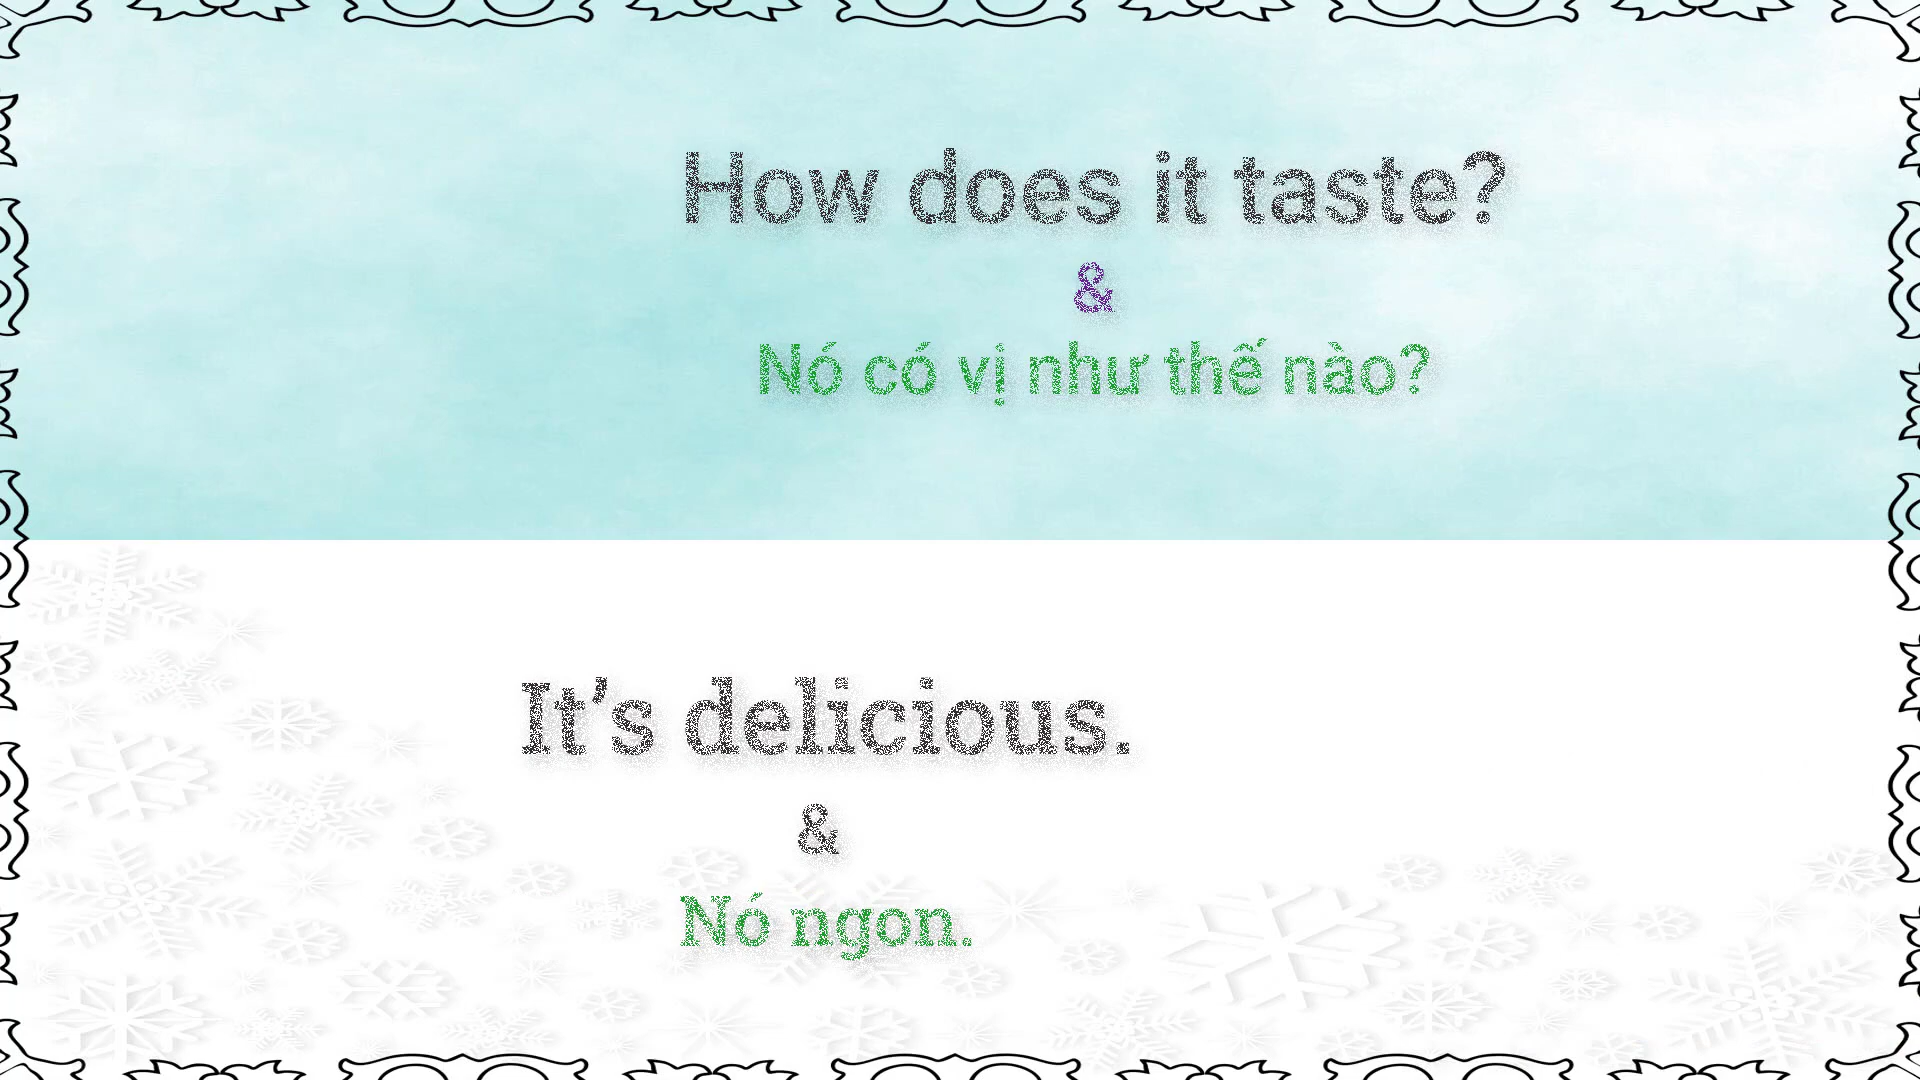 How does it taste?
&
Nó có vị như thế nào?
It’s delicious.
&
Nó ngon.